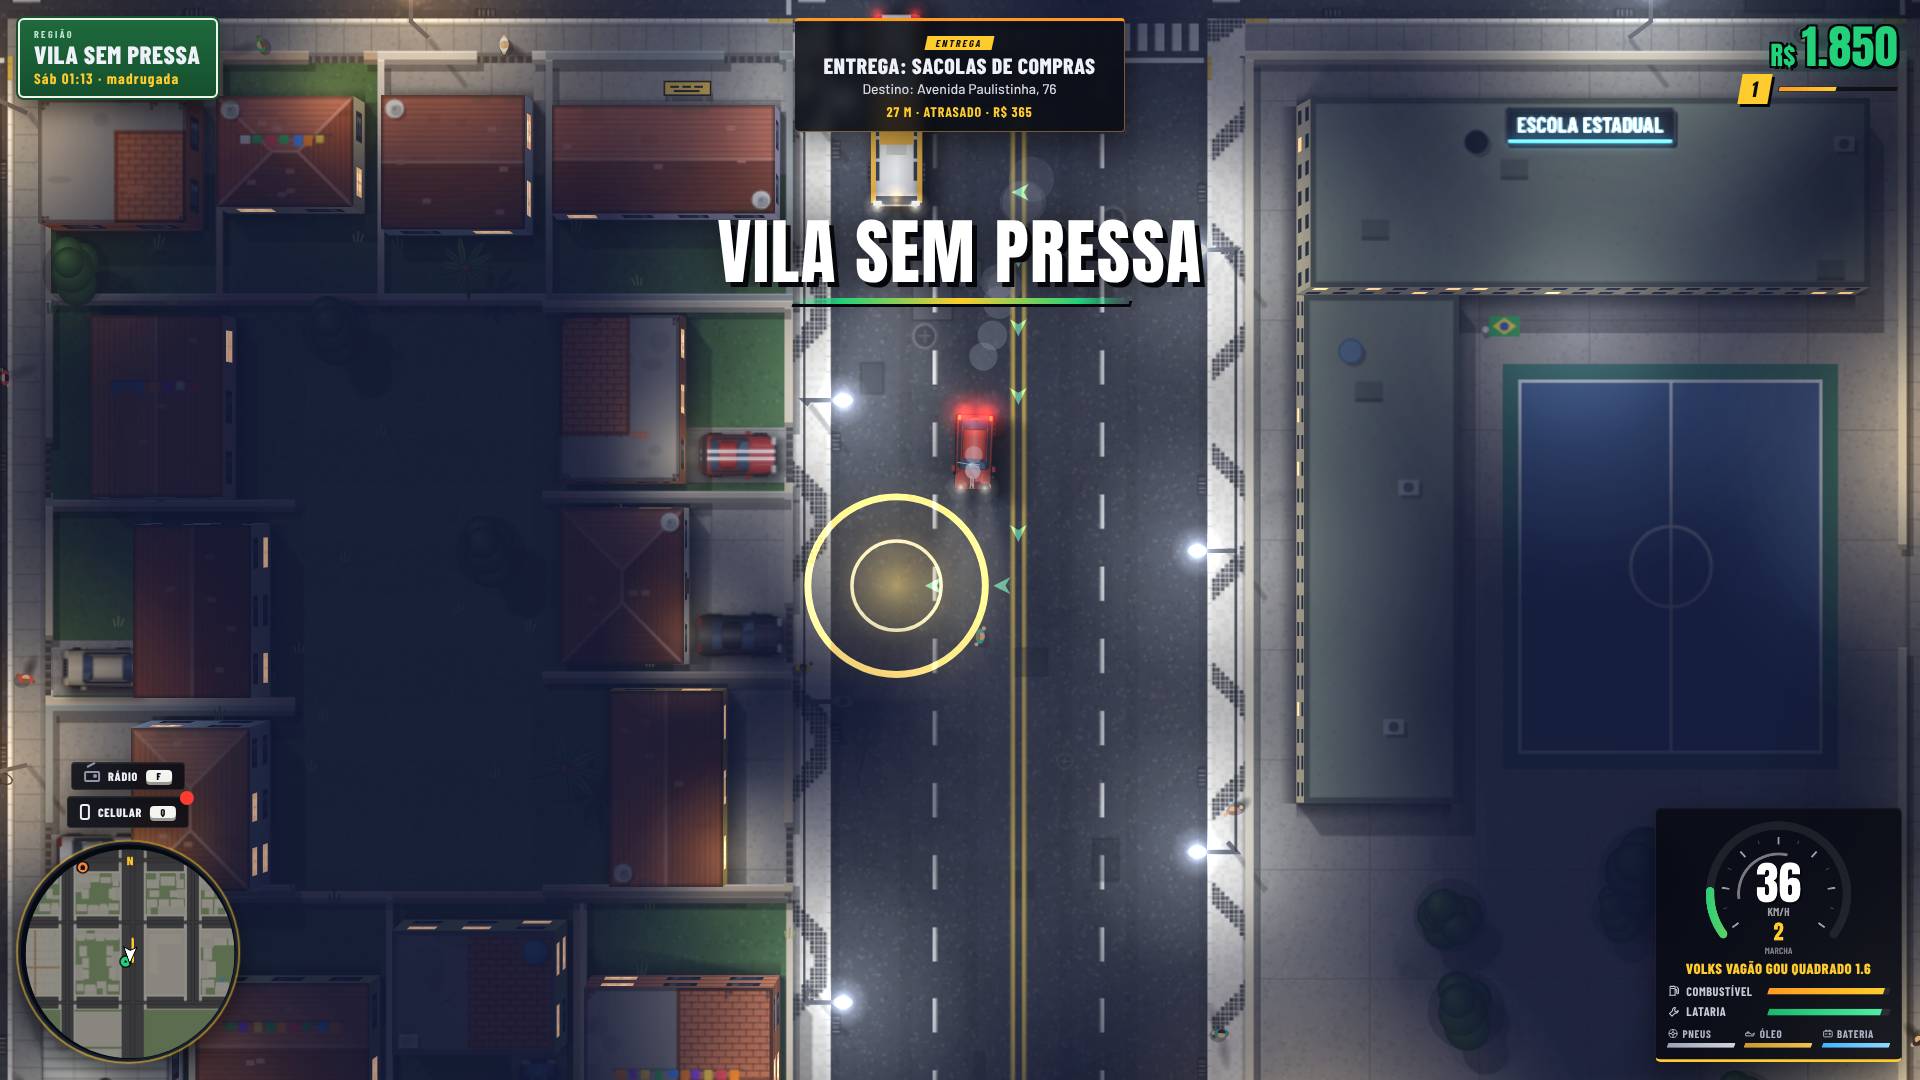 REGIÃO
VILA SEM PRESSA
Sáb 01:13 · madrugada
ENTREGA
ENTREGA: SACOLAS DE COMPRAS
Destino: Avenida Paulistinha, 76
27 M · ATRASADO · R$ 365
R$ 1.850
1
ESCOLA ESTADUAL
VILA SEM PRESSA
RÁDIO F
CELULAR Q
N
36
KM/H
2
MARCHA
VOLKS VAGÃO GOU QUADRADO 1.6
COMBUSTÍVEL
LATARIA
PNEUS ÓLEO BATERIA